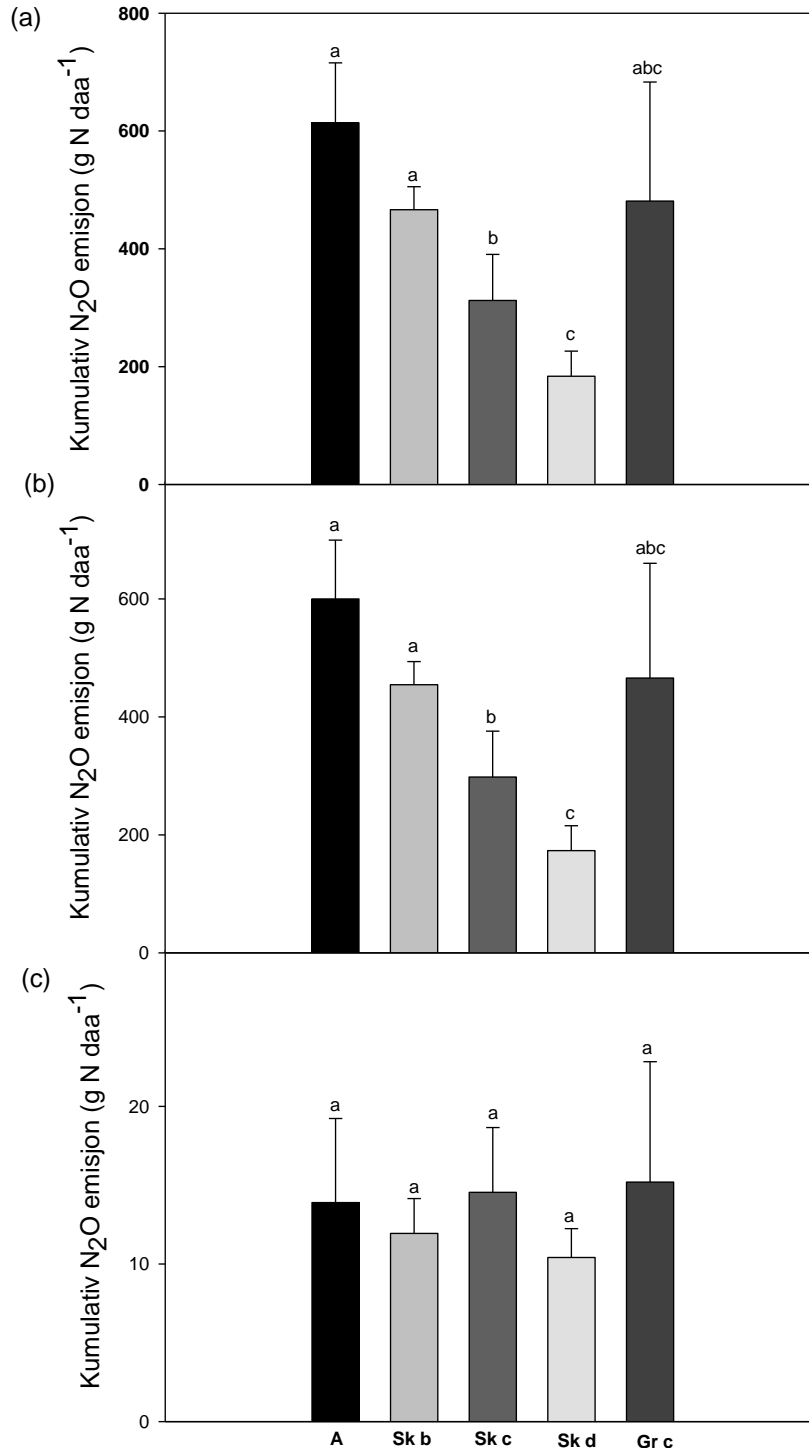 (a)
Kumulativ N₂O emisjon (g N daa⁻¹)
800
600
400
200
0
a
a
b
c
abc
(b)
Kumulativ N₂O emisjon (g N daa⁻¹)
600
400
200
0
a
a
b
c
abc
(c)
Kumulativ N₂O emisjon (g N daa⁻¹)
20
10
0
a
a
a
a
a
A Sk b Sk c Sk d Gr c